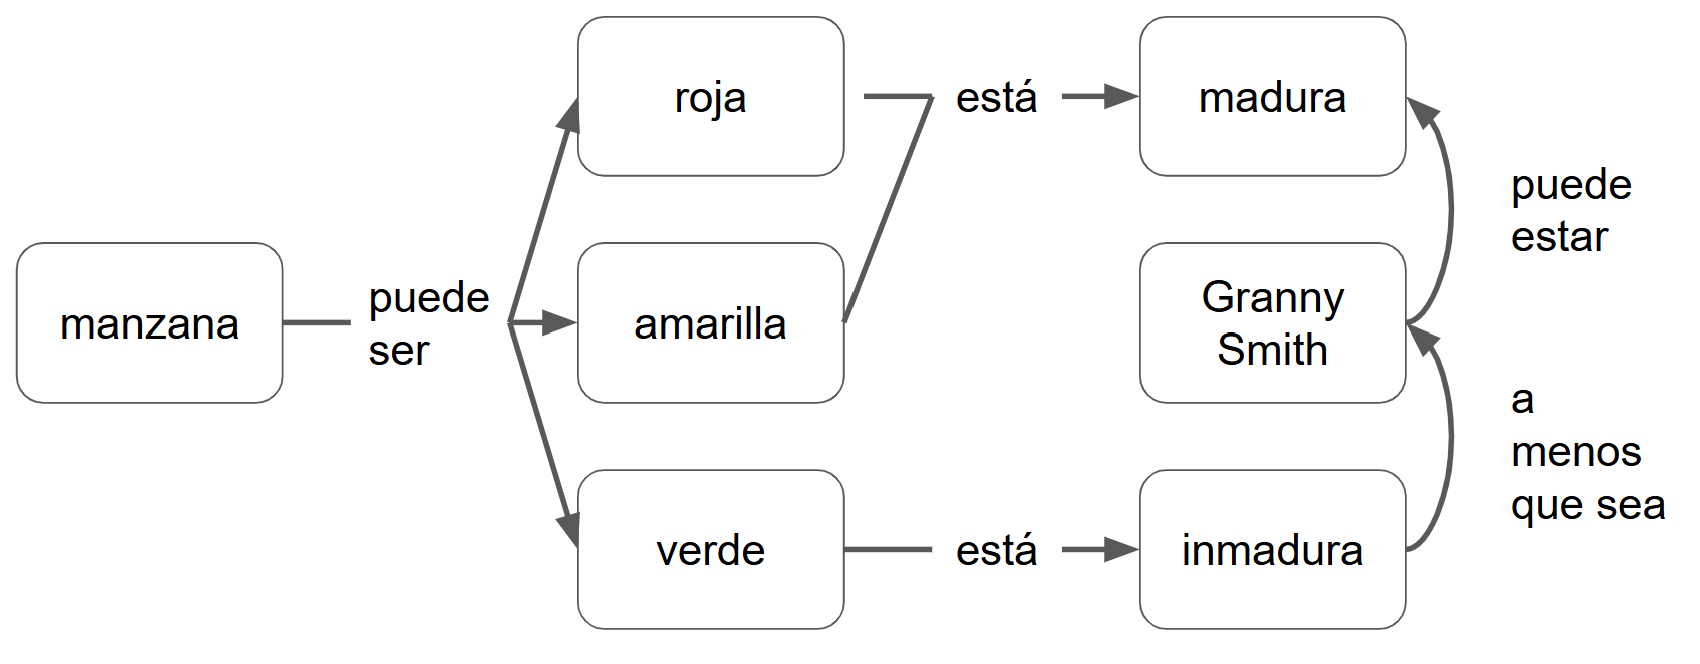 roja
está
madura
puede
estar
manzana
puede
ser
amarilla
Granny
Smith
a
menos
que sea
verde
está
inmadura